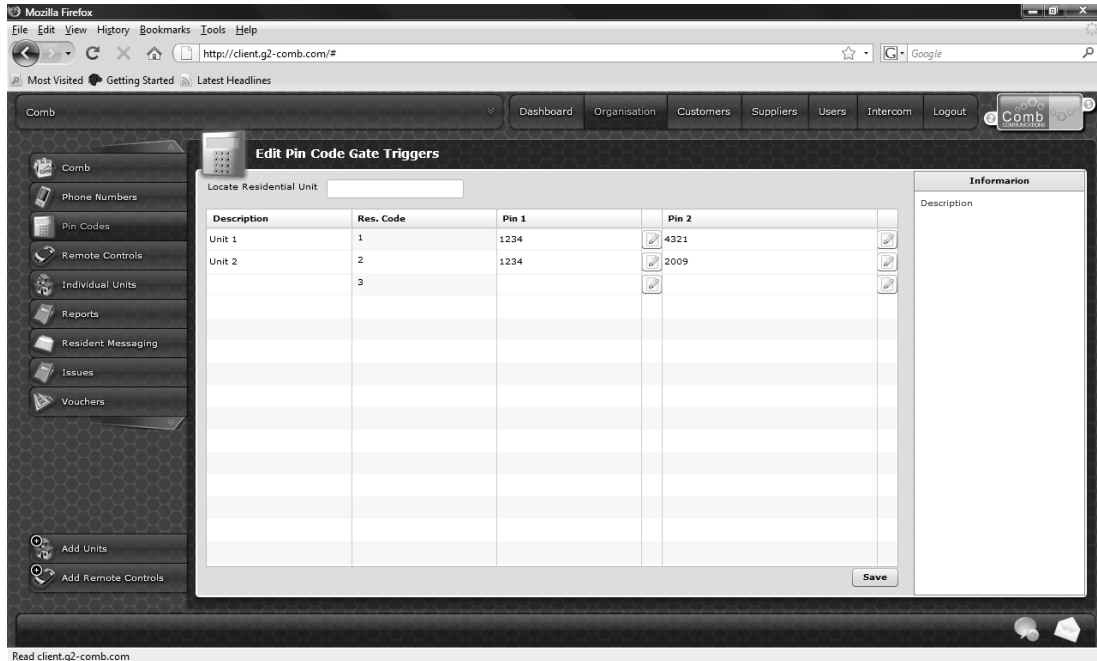 Mozilla Firefox
File Edit View History Bookmarks Tools Help
http://client.g2-comb.com/#
G Google
Most Visited Getting Started Latest Headlines
Comb Dashboard Organisation Customers Suppliers Users Intercom Logout Comb COMMUNICATIONS
Edit Pin Code Gate Triggers
Comb
Phone Numbers
Pin Codes
Remote Controls
Individual Units
Reports
Resident Messaging
Issues
Vouchers
Add Units
Add Remote Controls
Locate Residential Unit
Description Res. Code Pin 1 Pin 2
Unit 1 1 1234 4321
Unit 2 2 1234 2009
3
Save
Informarion
Description
Read client.g2-comb.com